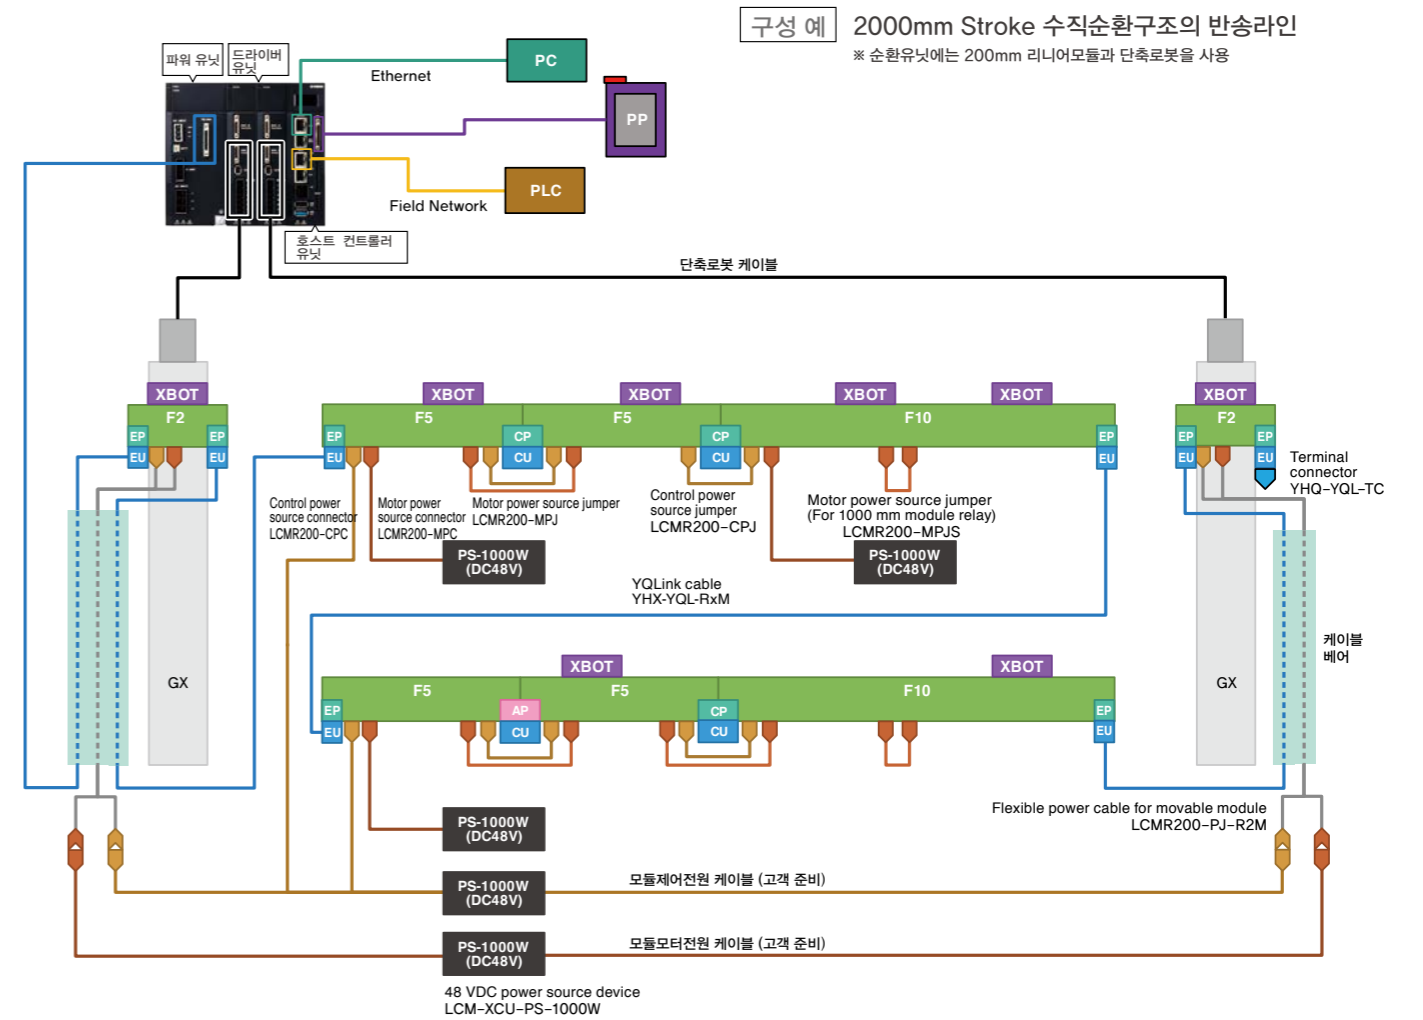 구성 예
2000mm Stroke 수직순환구조의 반송라인
※ 순환유닛에는 200mm 리니어모듈과 단축로봇을 사용
파워 유닛
드라이버
유닛
Ethernet
PC
PP
PLC
Field Network
호스트 컨트롤러
유닛
단축로봇 케이블
XBOT
XBOT
XBOT
XBOT
XBOT
XBOT
F2
F5
F5
F10
F2
EP
EP
EP
CP
CP
EP
EP
EP
EU
EU
EU
CU
CU
EU
EU
EU
Terminal
connector
YHQ-YQL-TC
Control power
source connector
LCMR200-CPC
Motor power
source connector
LCMR200-MPC
Motor power source jumper
LCMR200-MPJ
Control power
source jumper
LCMR200-CPJ
Motor power source jumper
(For 1000 mm module relay)
LCMR200-MPJS
PS-1000W
(DC48V)
PS-1000W
(DC48V)
YQLink cable
YHX-YQL-RxM
케이블
베어
GX
GX
XBOT
XBOT
F5
F5
F10
EP
AP
CP
EP
EU
CU
CU
EU
Flexible power cable for movable module
LCMR200-PJ-R2M
PS-1000W
(DC48V)
PS-1000W
(DC48V)
모듈제어전원 케이블 (고객 준비)
PS-1000W
(DC48V)
모듈모터전원 케이블 (고객 준비)
48 VDC power source device
LCM-XCU-PS-1000W